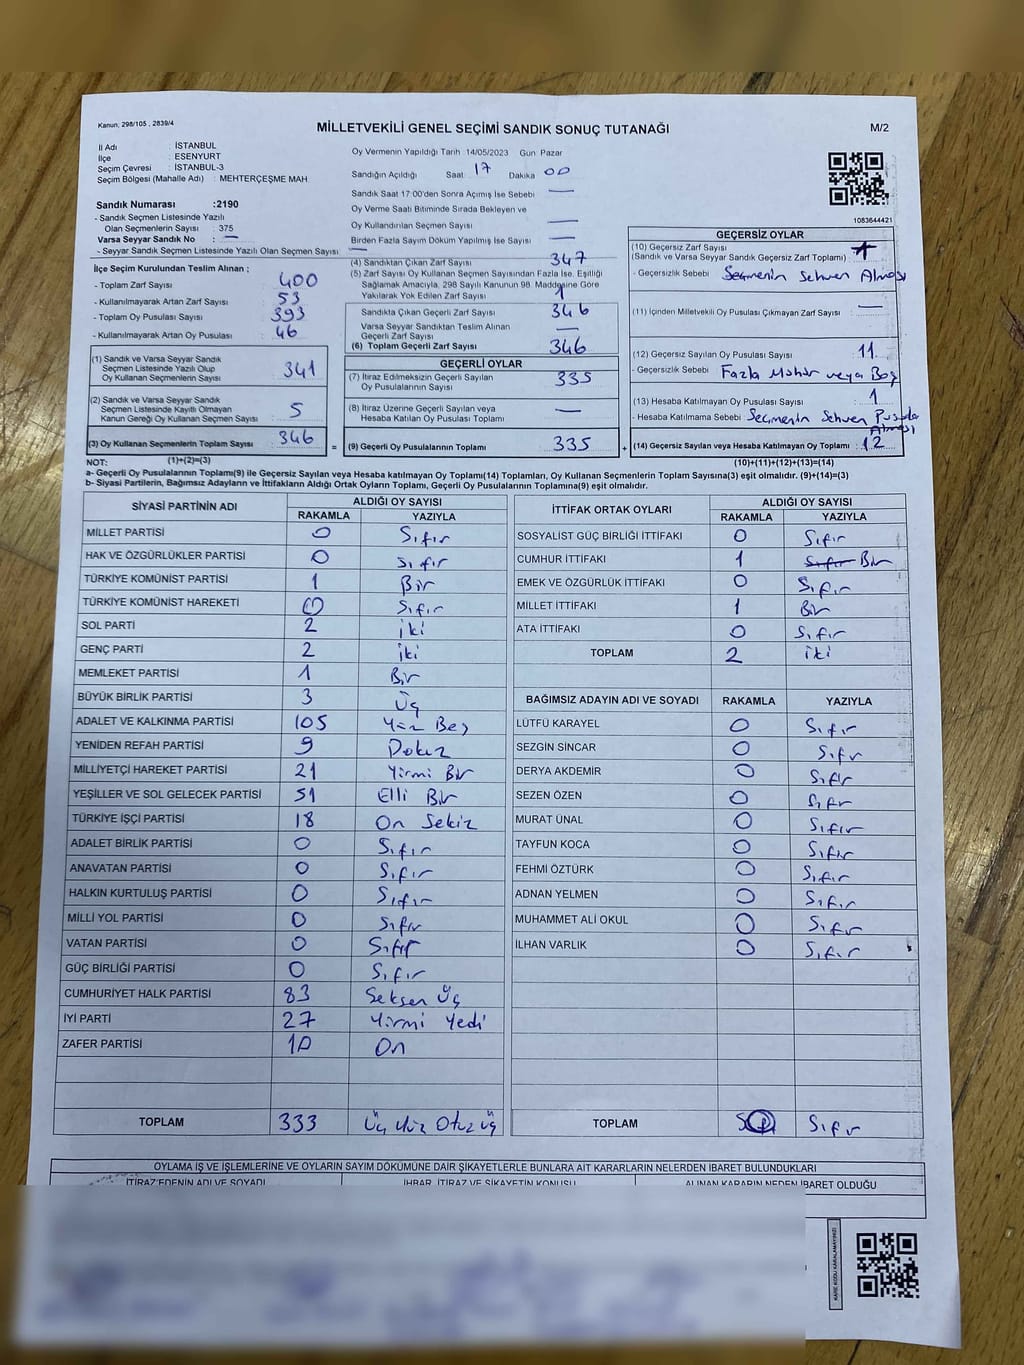 Kanun, 298/105 , 2839/4
MİLLETVEKİLİ GENEL SEÇİMİ SANDIK SONUÇ TUTANAĞI
M/2
İl Adı İSTANBUL
İlçe ESENYURT
Seçim Çevresi : İSTANBUL-3
Seçim Bölgesi (Mahalle Adı) : MEHTERÇEŞME MAH
Sandık Numarası :2190
- Sandık Seçmen Listesinde Yazılı
Olan Seçmenlerin Sayısı : 375
Varsa Seyyar Sandık No : —
- Seyyar Sandık Seçmen Listesinde Yazılı Olan Seçmen Sayısı : —
İlçe Seçim Kurulundan Teslim Alınan ;
- Toplam Zarf Sayısı : 400
- Kullanılmayarak Artan Zarf Sayısı : 53
- Toplam Oy Pusulası Sayısı : 393
- Kullanılmayarak Artan Oy Pusulası : 46
(1) Sandık ve Varsa Seyyar Sandık
Seçmen Listesinde Yazılı Olup
Oy Kullanan Seçmenlerin Sayısı : 341
(2) Sandık ve Varsa Seyyar Sandık
Seçmen Listesinde Kayıtlı Olmayan
Kanun Gereği Oy Kullanan Seçmen Sayısı : 5
(3) Oy Kullanan Seçmenlerin Toplam Sayısı : 346
(1)+(2)=(3)
Oy Vermenin Yapıldığı Tarih 14/05/2023 Gün Pazar
Sandığın Açıldığı Saat : 17 Dakika : 00
Sandık Saat 17:00'den Sonra Açımış İse Sebebi : —
Oy Verme Saati Bitiminde Sırada Bekleyen ve
Oy Kullandırılan Seçmen Sayısı : —
Birden Fazla Sayım Döküm Yapılmış İse Sayısı : —
(4) Sandıktan Çıkan Zarf Sayısı : 347
(5) Zarf Sayısı Oy Kullanan Seçmen Sayısından Fazla İse, Eşitliği
Sağlamak Amacıyla, 298 Sayılı Kanunun 98. Maddesine Göre
Yakılarak Yok Edilen Zarf Sayısı : 1
Sandıkta Çıkan Geçerli Zarf Sayısı : 346
Varsa Seyyar Sandıktan Teslim Alınan
Geçerli Zarf Sayısı : —
(6) Toplam Geçerli Zarf Sayısı : 346
GEÇERLİ OYLAR
(7) İtiraz Edilmeksizin Geçerli Sayılan
Oy Pusulalarının Sayısı : 335
(8) İtiraz Üzerine Geçerli Sayılan veya
Hesaba Katılan Oy Pusulalarının Sayısı : —
= (9) Geçerli Oy Pusulalarının Toplamı : 335 +
1083644421
GEÇERSİZ OYLAR
(10) Geçersiz Zarf Sayısı
(Sandık ve Varsa Seyyar Sandık Geçersiz Zarf Toplamı) :
- Geçersizlik Sebebi : Seçmenin Sehven Alması
(11) İçinden Milletvekili Oy Pusulası Çıkmayan Zarf Sayısı : —
(12) Geçersiz Sayılan Oy Pusulası Sayısı : 11
- Geçersizlik Sebebi : Fazla Mühür veya Boş
(13) Hesaba Katılmayan Oy Pusulası Sayısı : 1
- Hesaba Katılmama Sebebi : Seçmenin Sehven Pusula Alması
(14) Geçersiz Sayılan veya Hesaba Katılmayan Oy Toplamı : 12
(10)+(11)+(12)+(13)=(14)
NOT:
a- Geçerli Oy Pusulalarının Toplamı(9) ile Geçersiz Sayılan veya Hesaba katılmayan Oy Toplamı(14) Toplamları, Oy Kullanan Seçmenlerin Toplam Sayısına(3) eşit olmalıdır. (9)+(14)=(3)
b- Siyasi Partilerin, Bağımsız Adayların ve İttifakların Aldığı Ortak Oyların Toplamı, Geçerli Oy Pusulalarının Toplamına(9) eşit olmalıdır.
SİYASİ PARTİNİN ADI ALDIĞI OY SAYISI
RAKAMLA YAZIYLA
MİLLET PARTİSİ 0 Sıfır
HAK VE ÖZGÜRLÜKLER PARTİSİ 0 Sıfır
TÜRKİYE KOMÜNİST PARTİSİ 1 Bir
TÜRKİYE KOMÜNİST HAREKETİ 0 Sıfır
SOL PARTİ 2 iki
GENÇ PARTİ 2 iki
MEMLEKET PARTİSİ 1 Bir
BÜYÜK BİRLİK PARTİSİ 3 Üç
ADALET VE KALKINMA PARTİSİ 105 Yüz Beş
YENİDEN REFAH PARTİSİ 9 Dokuz
MİLLİYETÇİ HAREKET PARTİSİ 21 Yirmi Bir
YEŞİLLER VE SOL GELECEK PARTİSİ 51 Elli Bir
TÜRKİYE İŞÇİ PARTİSİ 18 On Sekiz
ADALET BİRLİK PARTİSİ 0 Sıfır
ANAVATAN PARTİSİ 0 Sıfır
HALKIN KURTULUŞ PARTİSİ 0 Sıfır
MİLLİ YOL PARTİSİ 0 Sıfır
VATAN PARTİSİ 0 Sıfır
GÜÇ BİRLİĞİ PARTİSİ 0 Sıfır
CUMHURİYET HALK PARTİSİ 83 Seksen Üç
İYİ PARTİ 27 Yirmi Yedi
ZAFER PARTİSİ 10 On
TOPLAM 333 Üç Yüz Otuz üç
İTTİFAK ORTAK OYLARI ALDIĞI OY SAYISI
RAKAMLA YAZIYLA
SOSYALİST GÜÇ BİRLİĞİ İTTİFAKI 0 Sıfır
CUMHUR İTTİFAKI 1 Sıfır Bir
EMEK VE ÖZGÜRLÜK İTTİFAKI 0 Sıfır
MİLLET İTTİFAKI 1 Bir
ATA İTTİFAKI 0 Sıfır
TOPLAM 2 iki
BAĞIMSIZ ADAYIN ADI VE SOYADI RAKAMLA YAZIYLA
LÜTFÜ KARAYEL 0 Sıfır
SEZGİN SİNCAR 0 Sıfır
DERYA AKDEMİR 0 Sıfır
SEZEN ÖZEN 0 Sıfır
MURAT ÜNAL 0 Sıfır
TAYFUN KOCA 0 Sıfır
FEHMİ ÖZTÜRK 0 Sıfır
ADNAN YELMEN 0 Sıfır
MUHAMMET ALİ OKUL 0 Sıfır
İLHAN VARLIK 0 Sıfır
TOPLAM 0 Sıfır
OYLAMA İŞ VE İŞLEMLERİNE VE OYLARIN SAYIM DÖKÜMÜNE DAİR ŞİKAYETLERLE BUNLARA AİT KARARLARIN NELERDEN İBARET BULUNDUKLARI
İTİRAZ EDENİN ADI VE SOYADI İHBAR, İTİRAZ VE ŞİKAYETİN KONUSU ALINAN KARARIN NEDEN İBARET OLDUĞU
KARE KODU KARALAMAYINIZ!